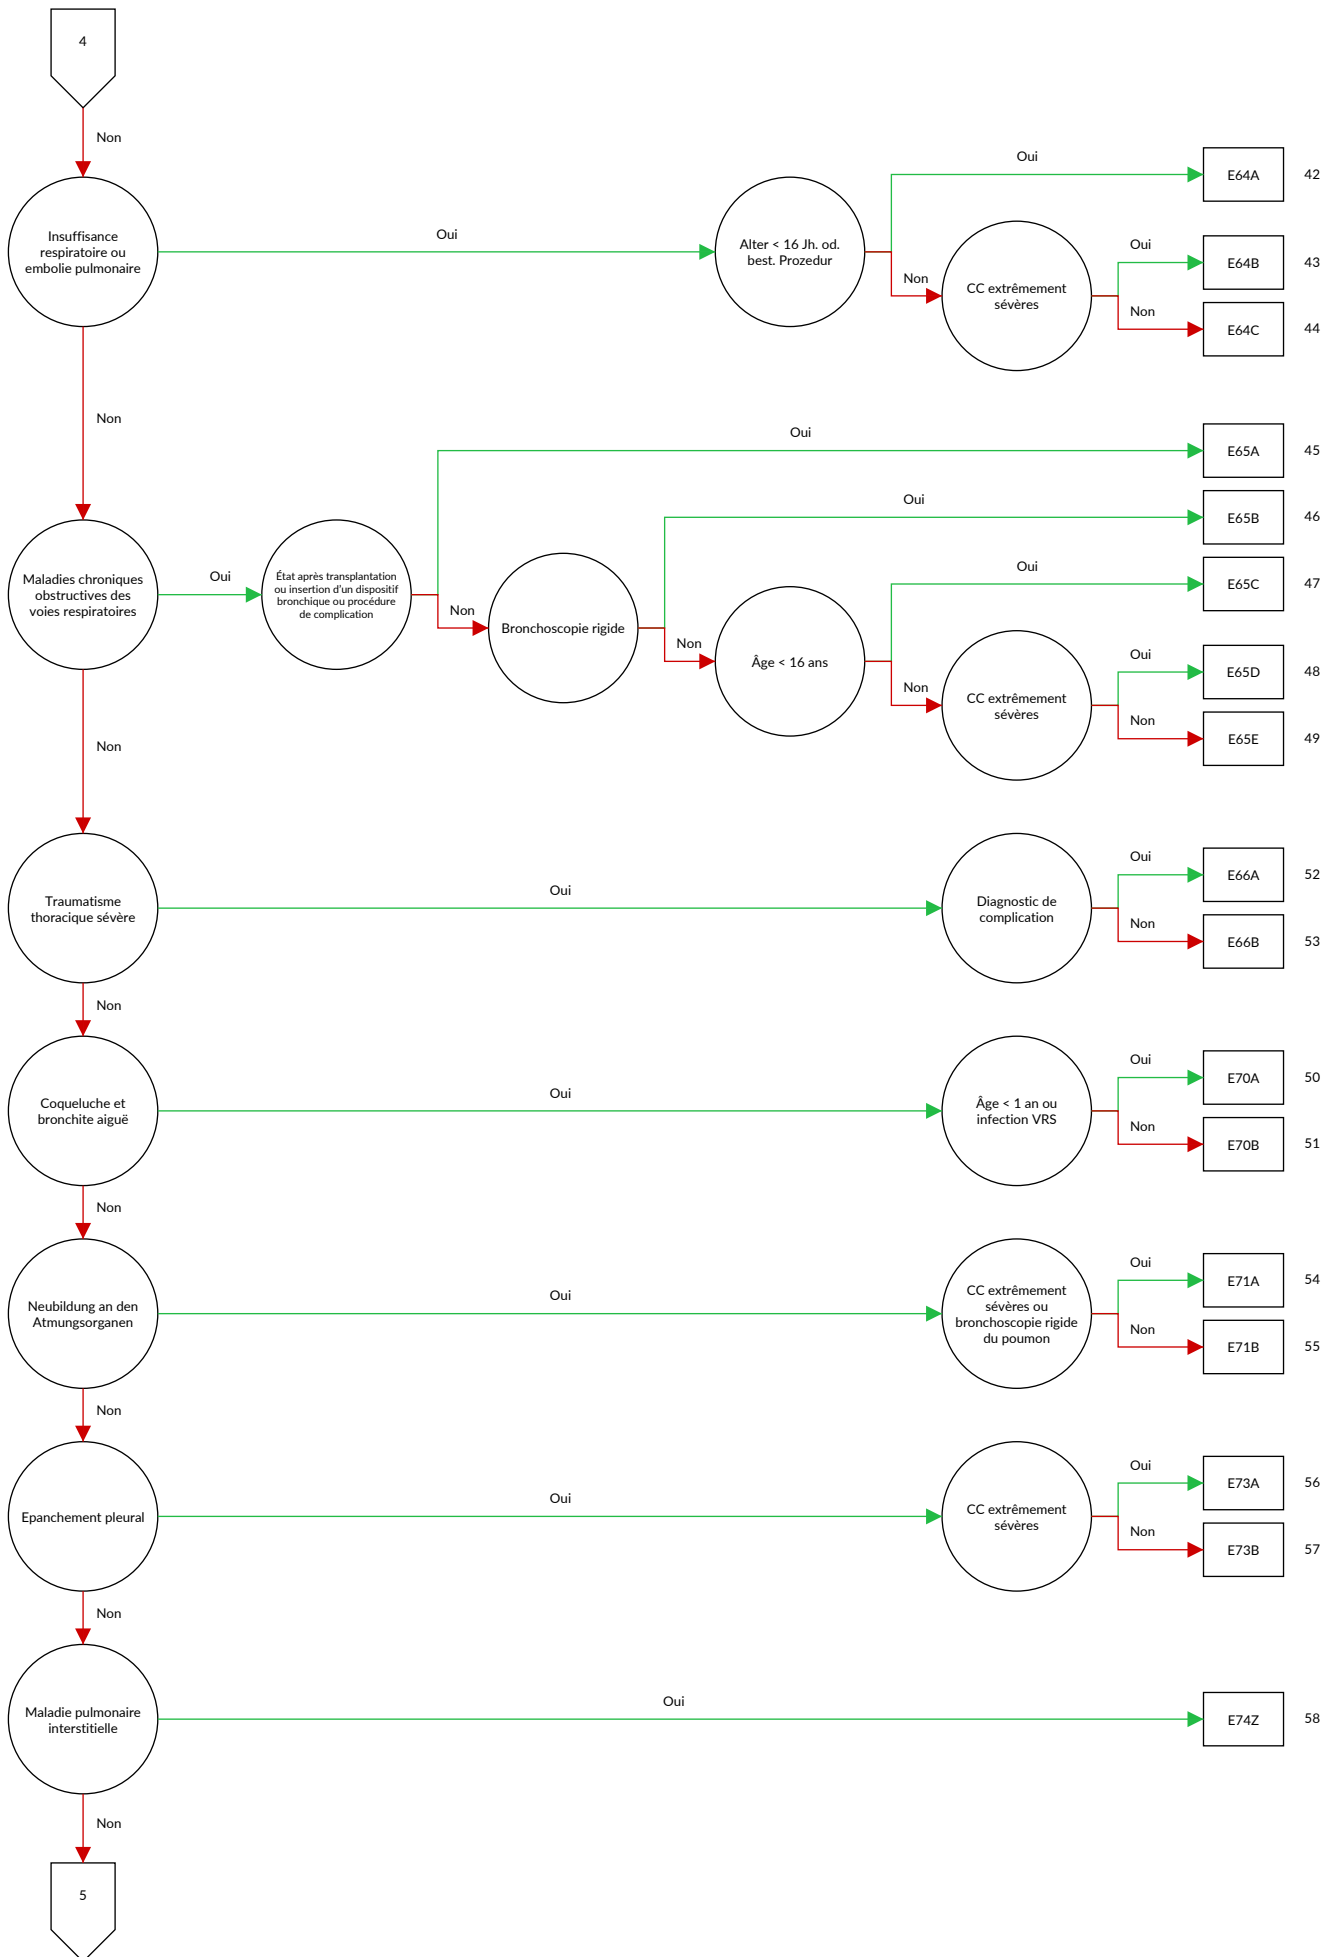 4
Non
Insuffisance
respiratoire ou
embolie pulmonaire
Oui
Alter < 16 Jh. od.
best. Prozedur
Oui
E64A
42
Non
CC extrêmement
sévères
Oui
E64B
43
Non
E64C
44
Non
Maladies chroniques
obstructives des
voies respiratoires
Oui
État après transplantation
ou insertion d'un dispositif
bronchique ou procédure
de complication
Oui
E65A
45
Non
Bronchoscopie rigide
Oui
E65B
46
Non
Âge < 16 ans
Oui
E65C
47
Non
CC extrêmement
sévères
Oui
E65D
48
Non
E65E
49
Non
Traumatisme
thoracique sévère
Oui
Diagnostic de
complication
Oui
E66A
52
Non
E66B
53
Non
Coqueluche et
bronchite aiguë
Oui
Âge < 1 an ou
infection VRS
Oui
E70A
50
Non
E70B
51
Non
Neubildung an den
Atmungsorganen
Oui
CC extrêmement
sévères ou
bronchoscopie rigide
du poumon
Oui
E71A
54
Non
E71B
55
Non
Epanchement pleural
Oui
CC extrêmement
sévères
Oui
E73A
56
Non
E73B
57
Non
Maladie pulmonaire
interstitielle
Oui
E74Z
58
Non
5